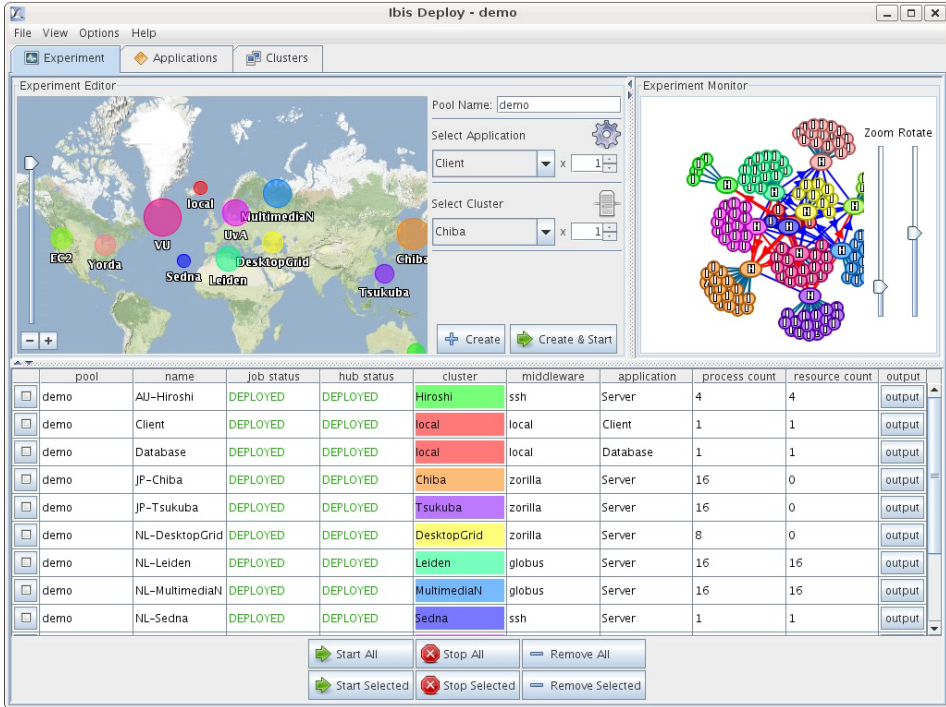 Ibis Deploy - demo
File View Options Help
Experiment Applications Clusters
Experiment Editor
Experiment Monitor
Pool Name: demo
Select Application
Client x 1
Select Cluster
Chiba x 1
Create Create & Start
local
MultimediaN
VU
UvA
EC2
Yorda
Sedna
Leiden
DesktopGrid
Chiba
Tsukuba
- +
Zoom Rotate
pool name job status hub status cluster middleware application process count resource count output
demo AU-Hiroshi DEPLOYED DEPLOYED Hiroshi ssh Server 4 4 output
demo Client DEPLOYED DEPLOYED local local Client 1 1 output
demo Database DEPLOYED DEPLOYED local local Database 1 1 output
demo JP-Chiba DEPLOYED DEPLOYED Chiba zorilla Server 16 0 output
demo JP-Tsukuba DEPLOYED DEPLOYED Tsukuba zorilla Server 16 0 output
demo NL-DesktopGrid DEPLOYED DEPLOYED DesktopGrid zorilla Server 8 0 output
demo NL-Leiden DEPLOYED DEPLOYED Leiden globus Server 16 16 output
demo NL-MultimediaN DEPLOYED DEPLOYED MultimediaN globus Server 16 16 output
demo NL-Sedna DEPLOYED DEPLOYED Sedna ssh Server 1 1 output
Start All Stop All Remove All
Start Selected Stop Selected Remove Selected